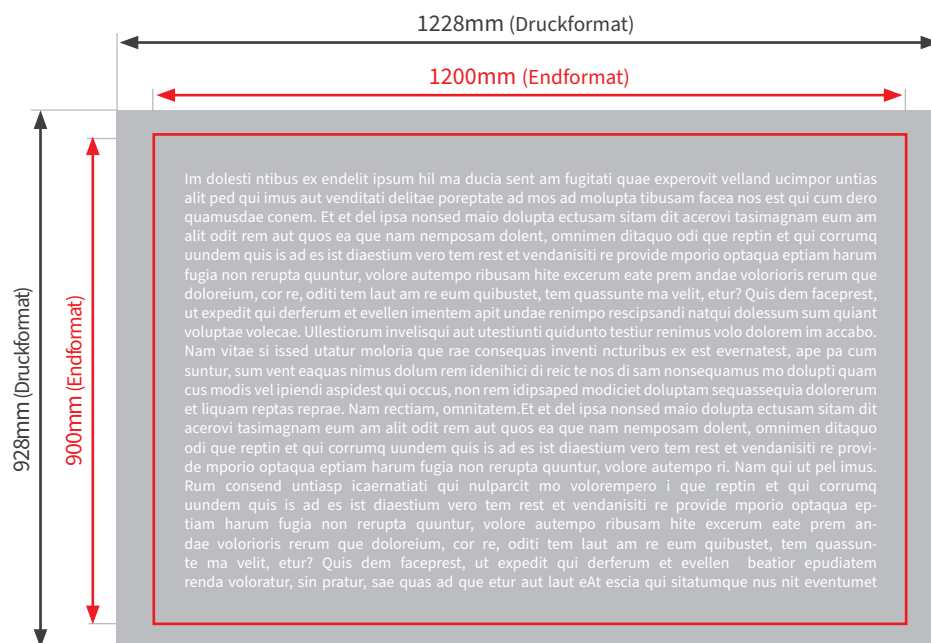 1228mm (Druckformat)
1200mm (Endformat)
928mm (Druckformat)
900mm (Endformat)
Im dolesti ntibus ex endelit ipsum hil ma ducia sent am fugitati quae experovit velland ucimpor untias
alit ped qui imus aut venditati delitae poreptate ad mos ad molupta tibusam facea nos est qui cum dero
quamusdae conem. Et et del ipsa nonsed maio dolupta ectusam sitam dit acerovi tasimagnam eum am
alit odit rem aut quos ea que nam nemposam dolent, omnimen ditaquo odi que reptin et qui corrumq
uundem quis is ad es ist diaestium vero tem rest et vendanisiti re provide mporio optaqua eptiam harum
fugia non rerupta quuntur, volore autempo ribusam hite excerum eate prem andae volorioris rerum que
doloreium, cor re, oditi tem laut am re eum quibustet, tem quassunte ma velit, etur? Quis dem faceprest,
ut expedit qui derferum et evellen imentem apit andae renimpo rescipsandi natqui dolessum sum quiant
voluptae volecae. Ullestiorum invelisqui aut utestiunti quidunto testiur renimus volo dolorem im accabo.
Nam vitae si issed utatur moloria que rae consequas inventi ncturibus ex est evernatest, ape pa cum
suntur, sum vent eaquas nimus dolum rem idenihici di reic te nos di sam nonsequamus mo dolupti quam
cus modis vel ipiendi aspidest qui occus, non rem idipsaped modiciet doluptam sequassequia dolorerum
et liquam reptas reprae. Nam rectiam, omnitatem.Et et del ipsa nonsed maio dolupta ectusam sitam dit
acerovi tasimagnam eum am alit odit rem aut quos ea que nam nemposam dolent, omnimen ditaquo
odi que reptin et qui corrumq uundem quis is ad es ist diaestium vero tem rest et vendanisiti re provi-
de mporio optaqua eptiam harum fugia non rerupta quuntur, volore autempo ri. Nam qui ut pel imus.
Rum consend untiasp icaernatiati qui nulparcit mo volorempero i que reptin et qui corrumq
uundem quis is ad es ist diaestium vero tem rest et vendanisiti re provide mporio optaqua ep-
tiam harum fugia non rerupta quuntur, volore autempo ribusam hite excerum eate prem an-
dae volorioris rerum que doloreium, cor re, oditi tem laut am re eum quibustet, tem quassun-
te ma velit, etur? Quis dem faceprest, ut expedit qui derferum et evellen beatior epudiatem
renda voloratur, sin pratur, sae quas ad que etur aut laut eAt escia qui sitatumque nus nit eventumet